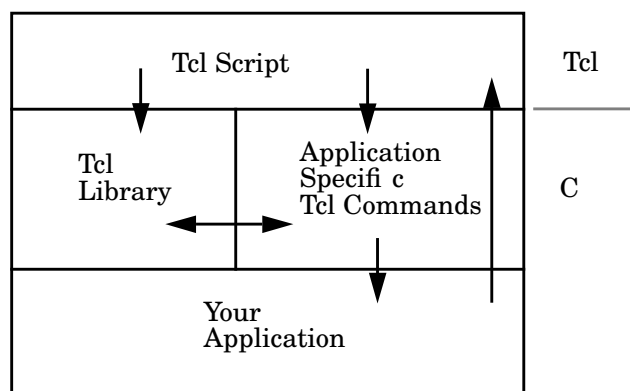 Tcl Script
Tcl
Tcl
Library
Application
Specifi c
Tcl Commands
C
Your
Application